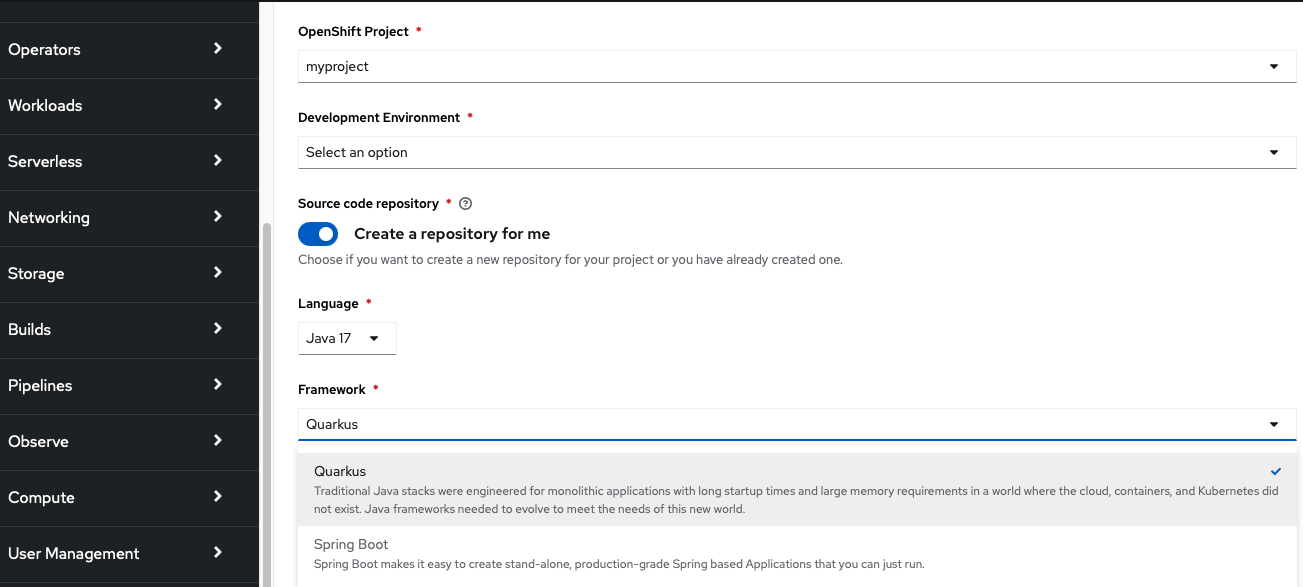 Operators
Workloads
Serverless
Networking
Storage
Builds
Pipelines
Observe
Compute
User Management
OpenShift Project *
myproject
Development Environment *
Select an option
Source code repository *
Create a repository for me
Choose if you want to create a new repository for your project or you have already created one.
Language *
Java 17
Framework *
Quarkus
Quarkus
Traditional Java stacks were engineered for monolithic applications with long startup times and large memory requirements in a world where the cloud, containers, and Kubernetes did
not exist. Java frameworks needed to evolve to meet the needs of this new world.
Spring Boot
Spring Boot makes it easy to create stand-alone, production-grade Spring based Applications that you can just run.